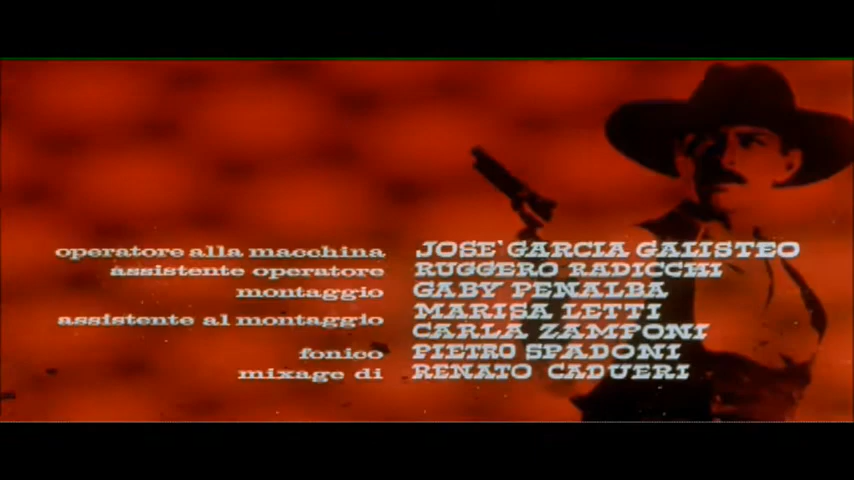 operatore alla macchina JOSE' GARCIA GALISTEO
assistente operatore RUGGERO RADICCHI
montaggio GABY PENALBA
assistente al montaggio MARISA LETTI
CARLA ZAMPONI
fonico PIETRO SPADONI
mixage di RENATO CADUERI